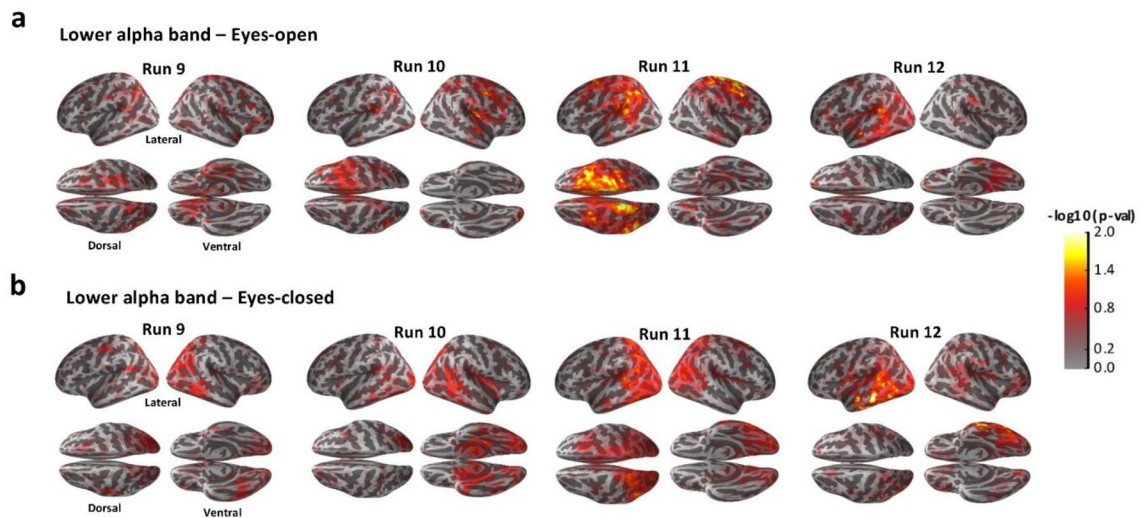 a
Lower alpha band – Eyes-open
Run 9
Run 10
Run 11
Run 12
Lateral
Dorsal
Ventral
-log10(p-val)
2.0
1.4
0.8
0.2
0.0
b
Lower alpha band – Eyes-closed
Run 9
Run 10
Run 11
Run 12
Lateral
Dorsal
Ventral